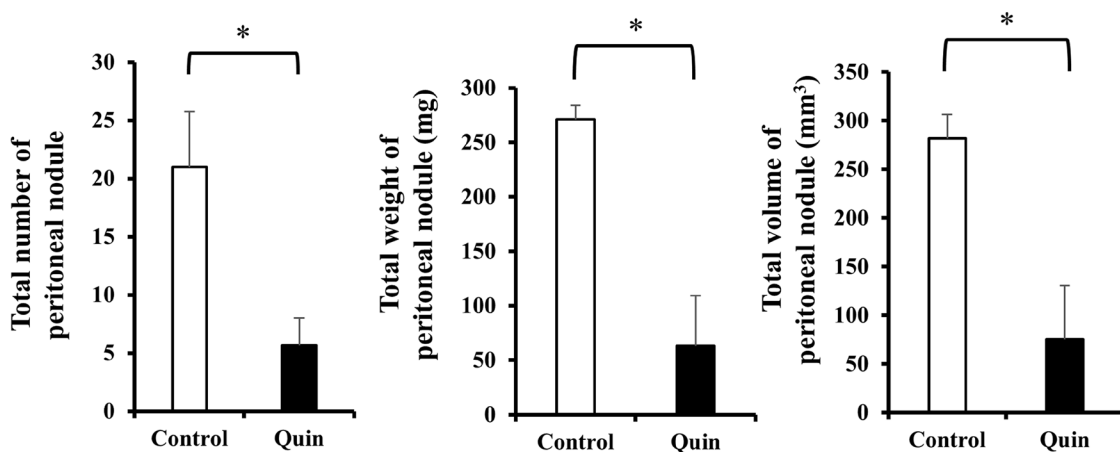 *
Total number of
peritoneal nodule
30
25
20
15
10
5
0
Control
Quin
*
Total weight of
peritoneal nodule (mg)
300
250
200
150
100
50
0
Control
Quin
*
Total volume of
peritoneal nodule (mm³)
350
300
250
200
150
100
50
0
Control
Quin